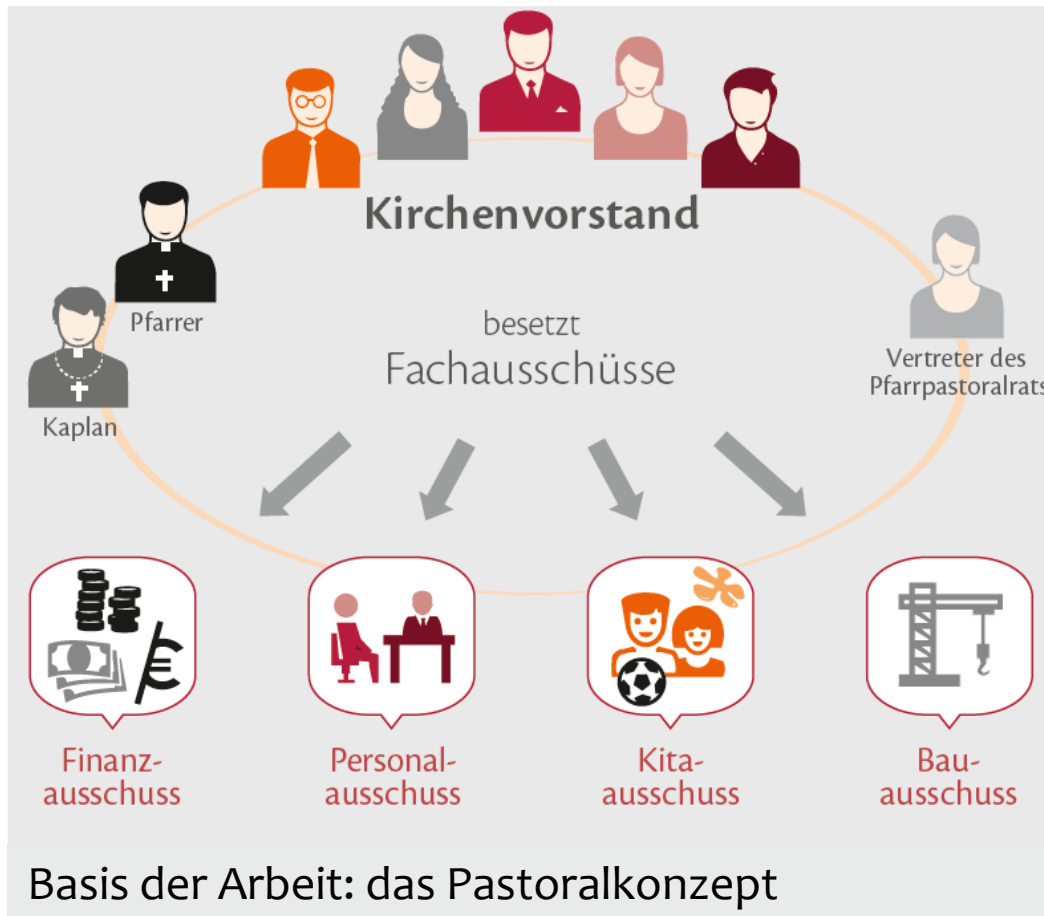 Kirchenvorstand
Pfarrer
besetzt
Fachausschüsse
Vertreter des
Pfarrpastoralrats
Kaplan
Finanz-
ausschuss
Personal-
ausschuss
Kita-
ausschuss
Bau-
ausschuss
Basis der Arbeit: das Pastoralkonzept